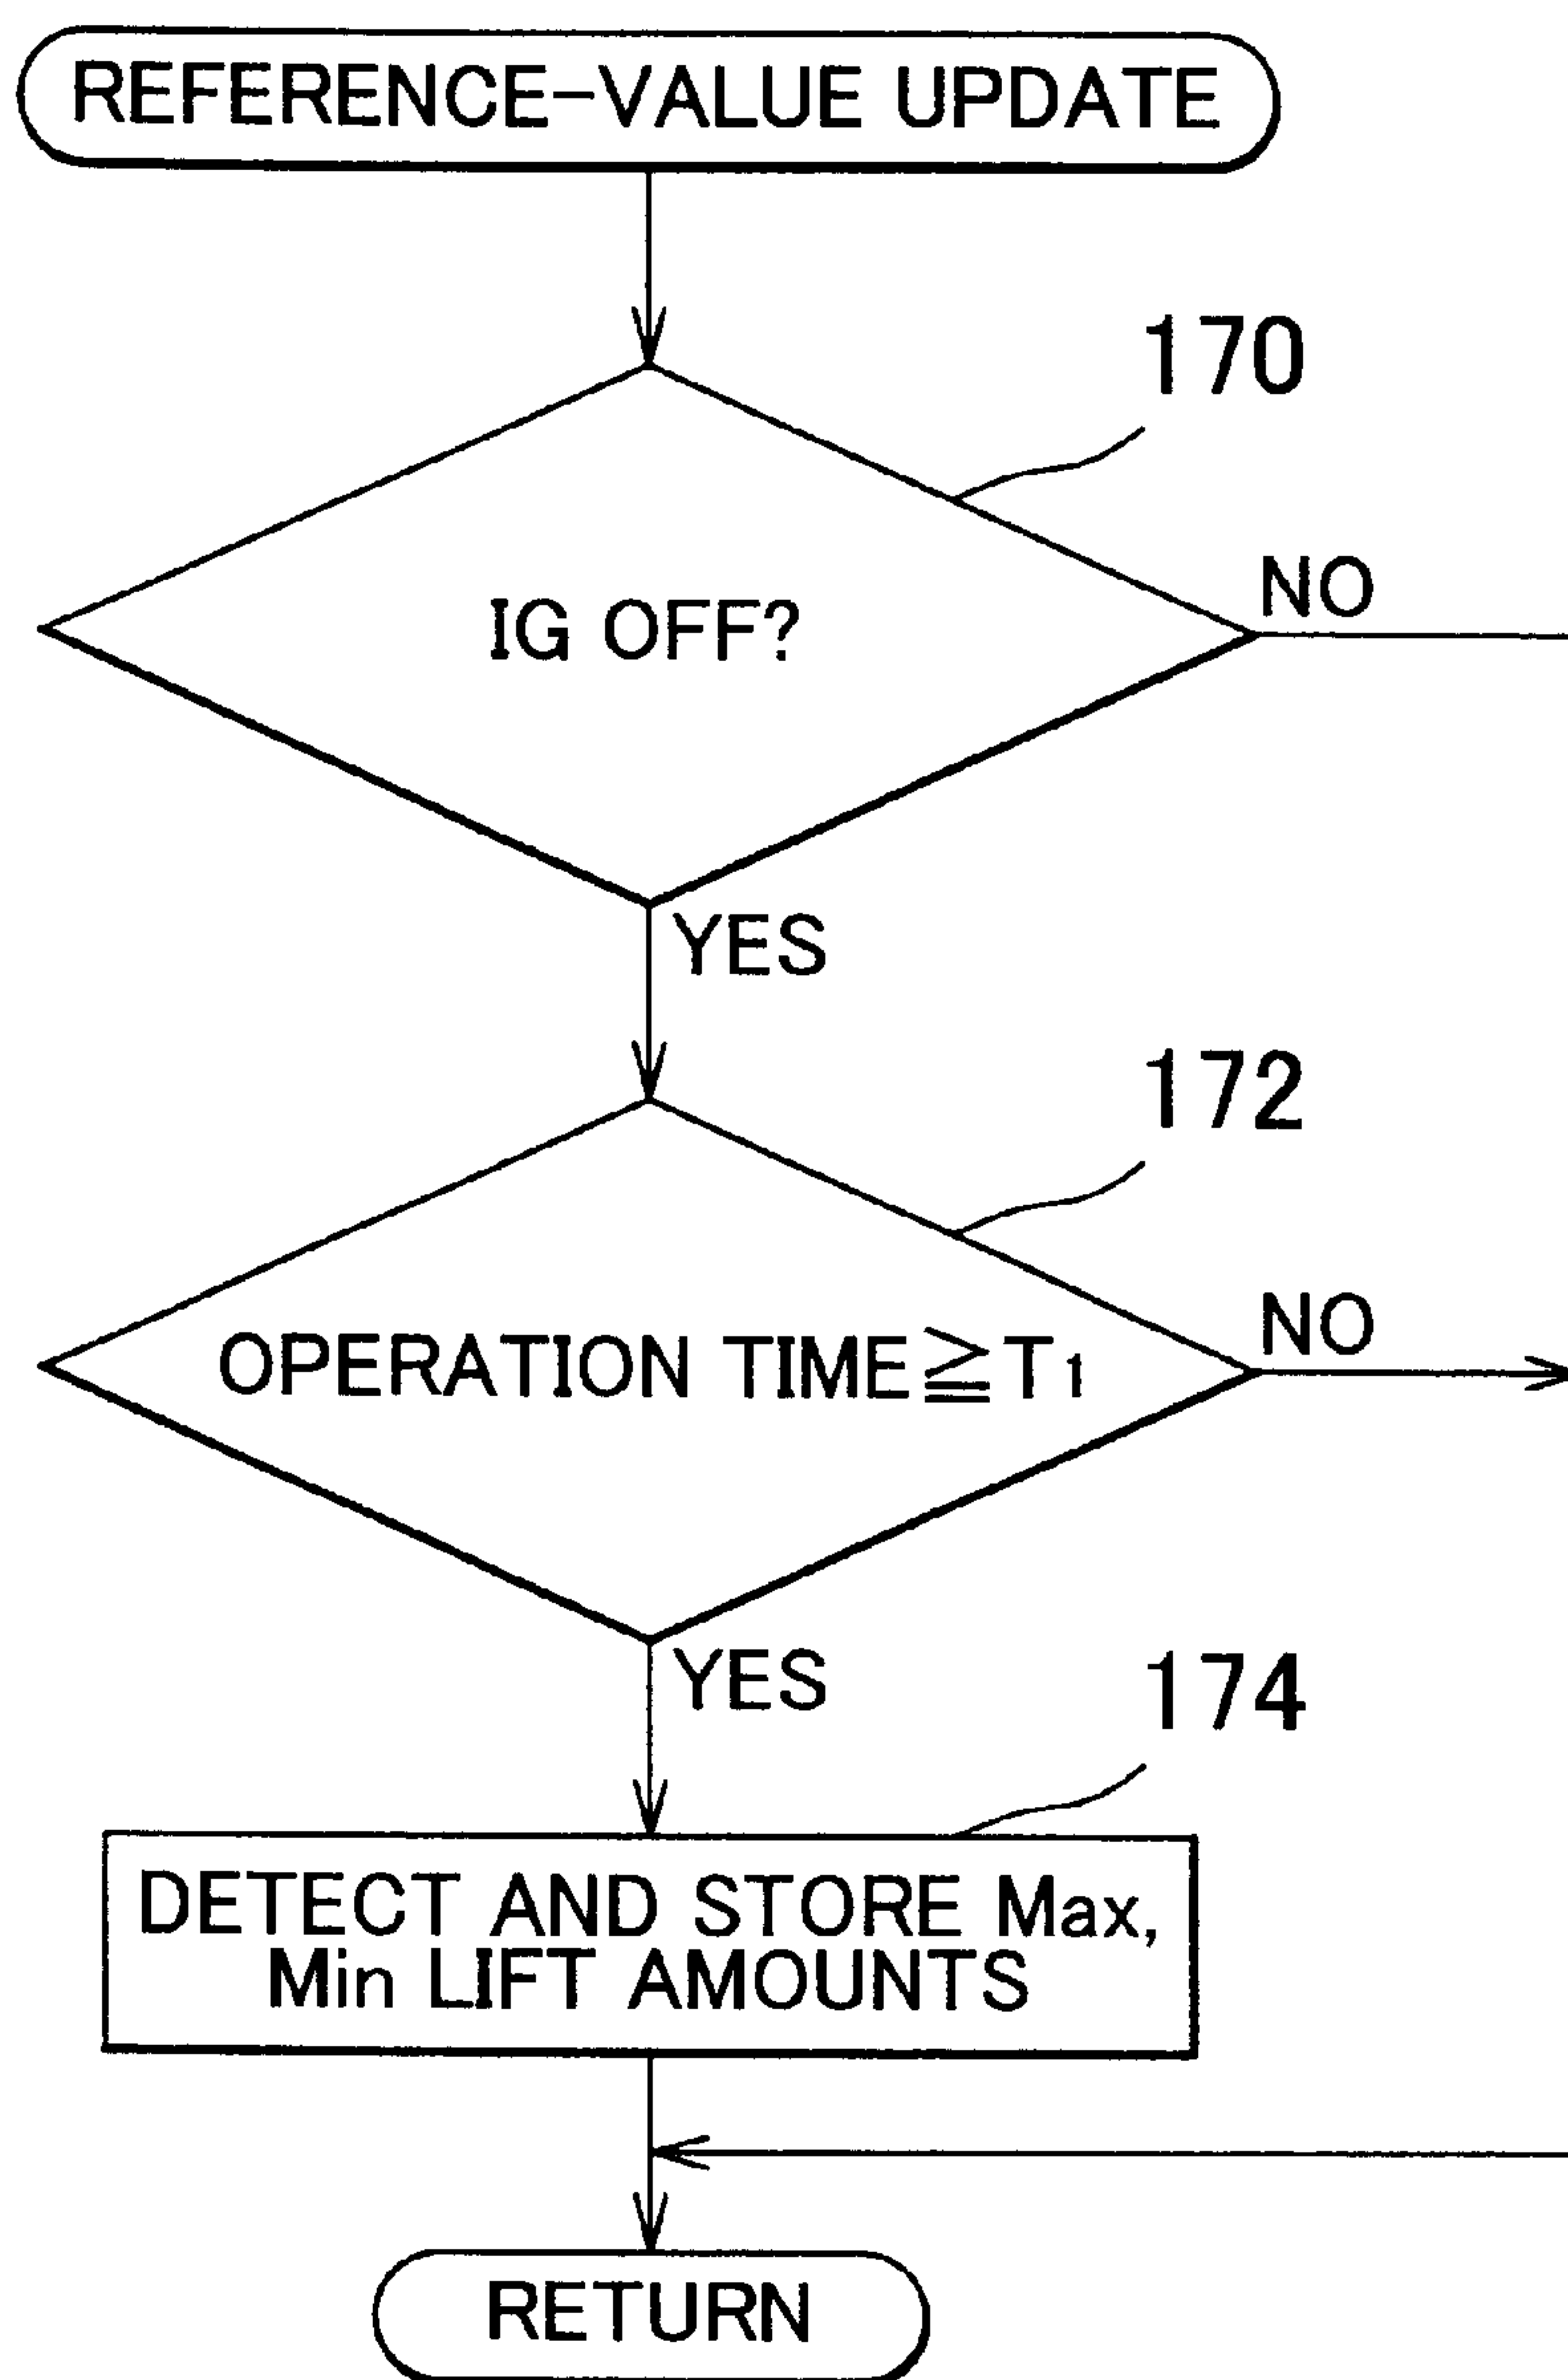 REFERENCE-VALUE UPDATE
170
IG OFF?
NO
YES
172
OPERATION TIME≧T1
NO
YES
174
DETECT AND STORE Max,
Min LIFT AMOUNTS
RETURN